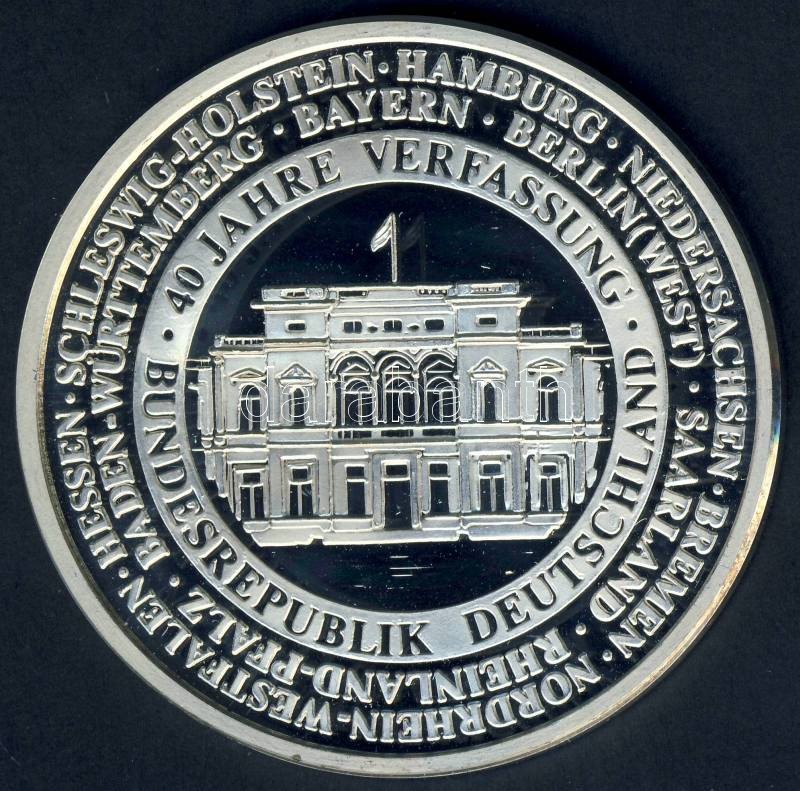 SCHLESWIG-HOLSTEIN · HAMBURG · NIEDERSACHSEN · BREMEN · NORDRHEIN-WESTFALEN · HESSEN ·
BADEN-WÜRTTEMBERG · BAYERN · BERLIN (WEST) · SAARLAND · RHEINLAND-PFALZ ·
· 40 JAHRE VERFASSUNG ·
BUNDESREPUBLIK DEUTSCHLAND
darabanth